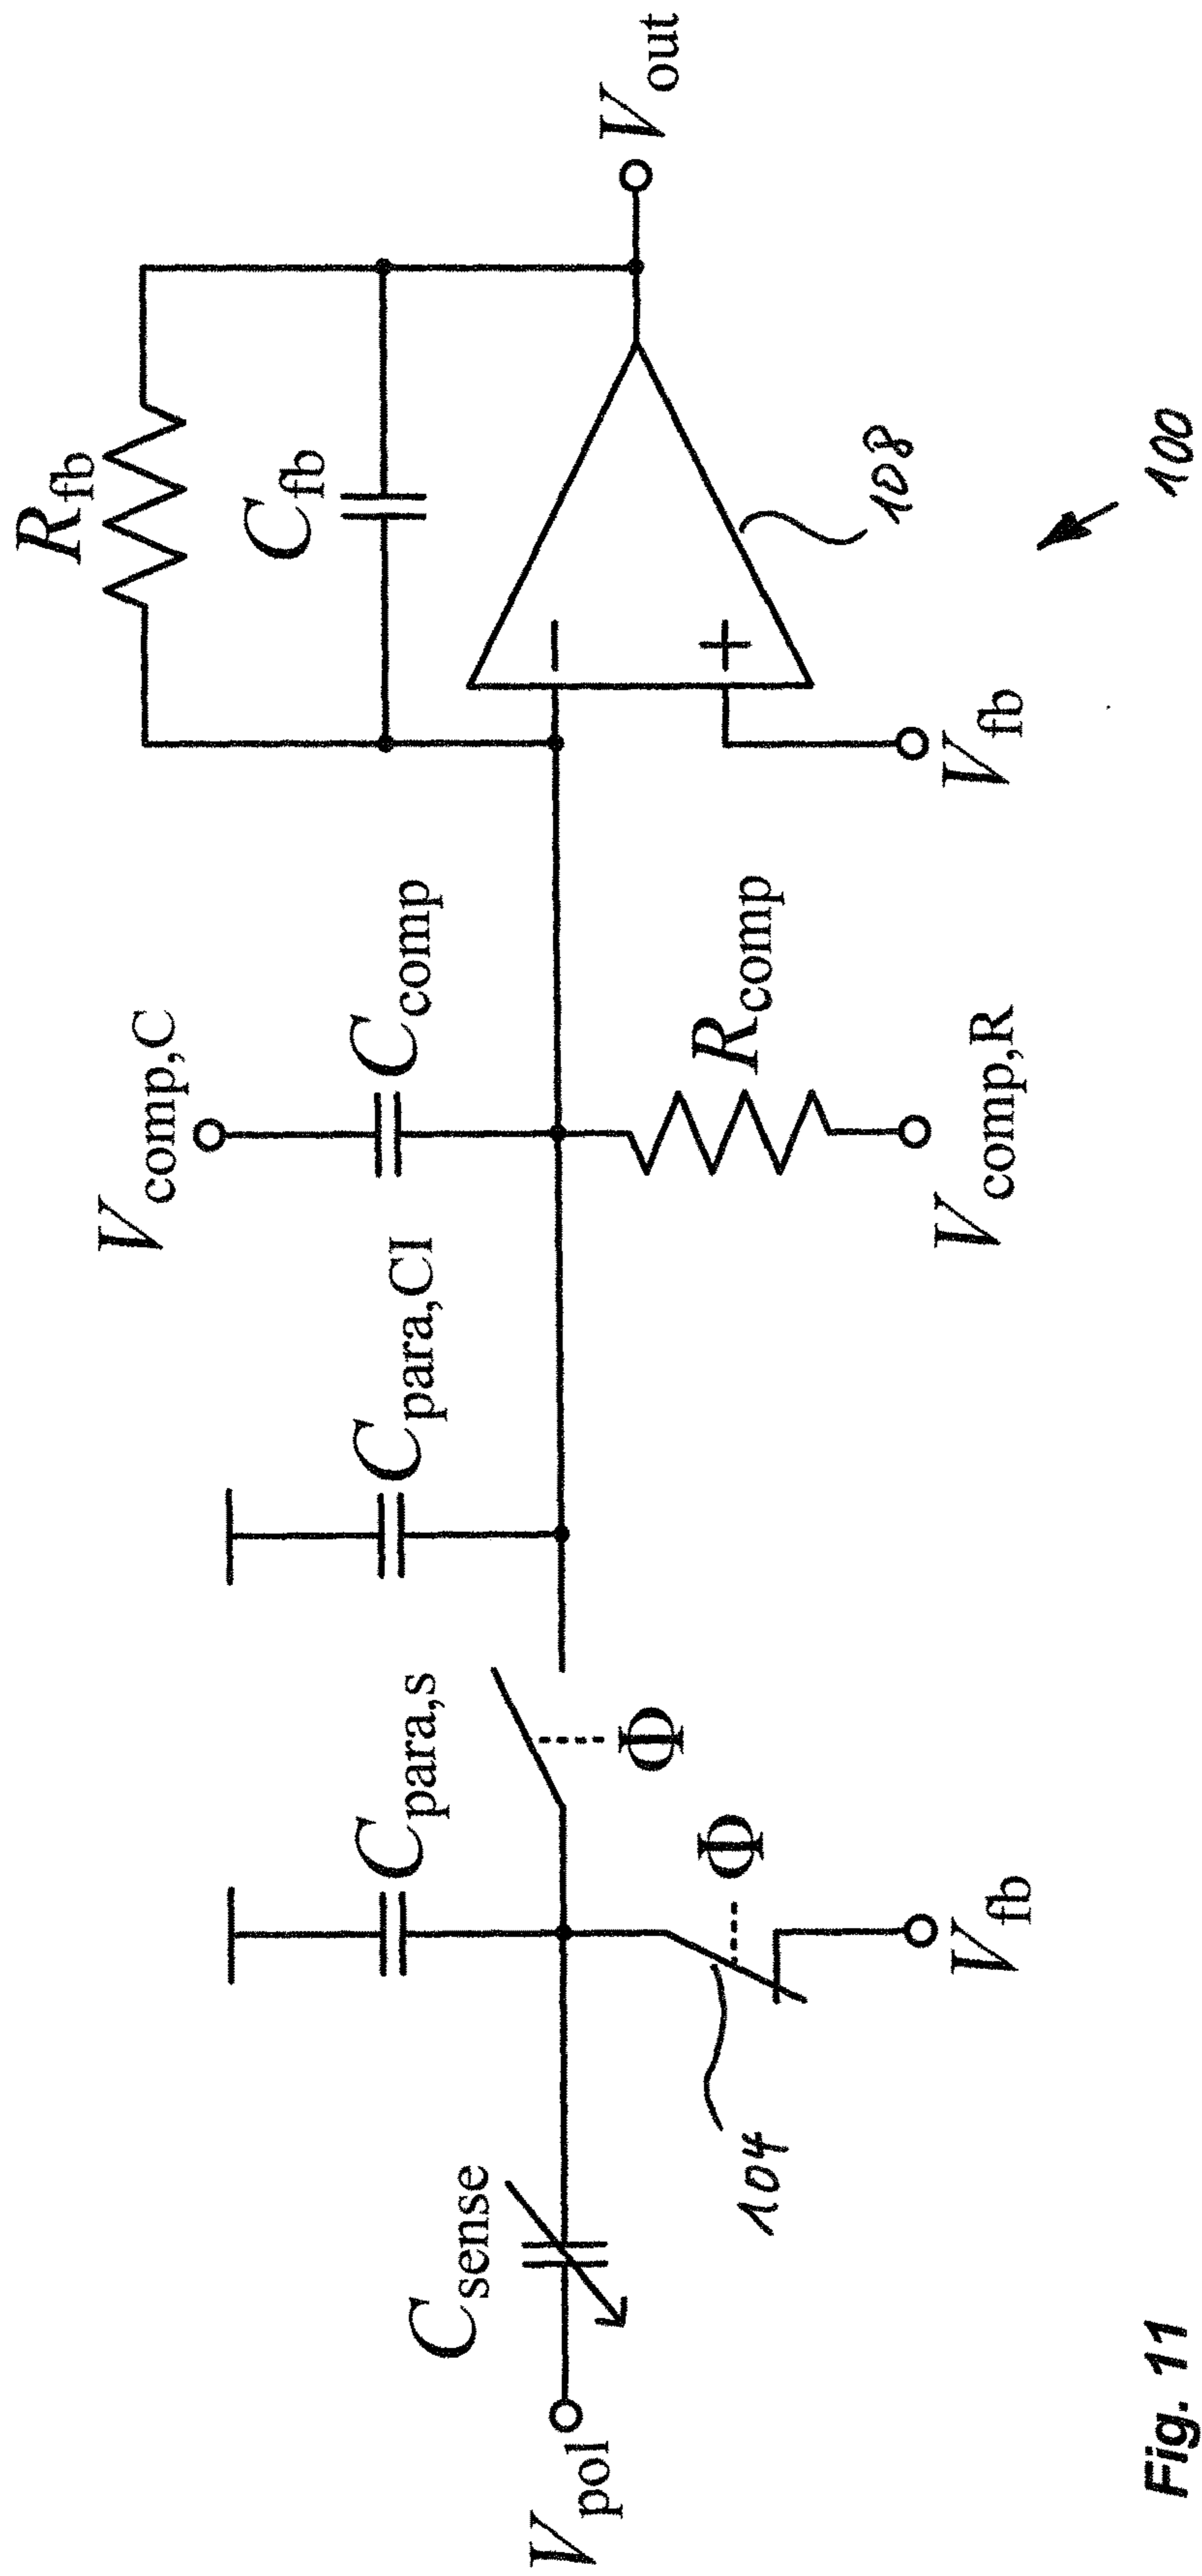 R_fb
C_fb
V_out
108
V_fb
V_comp,C
C_comp
R_comp
V_comp,R
C_para,CI
C_para,s
Φ
Φ
V_fb
104
C_sense
V_pol
−
+
100
Fig. 11